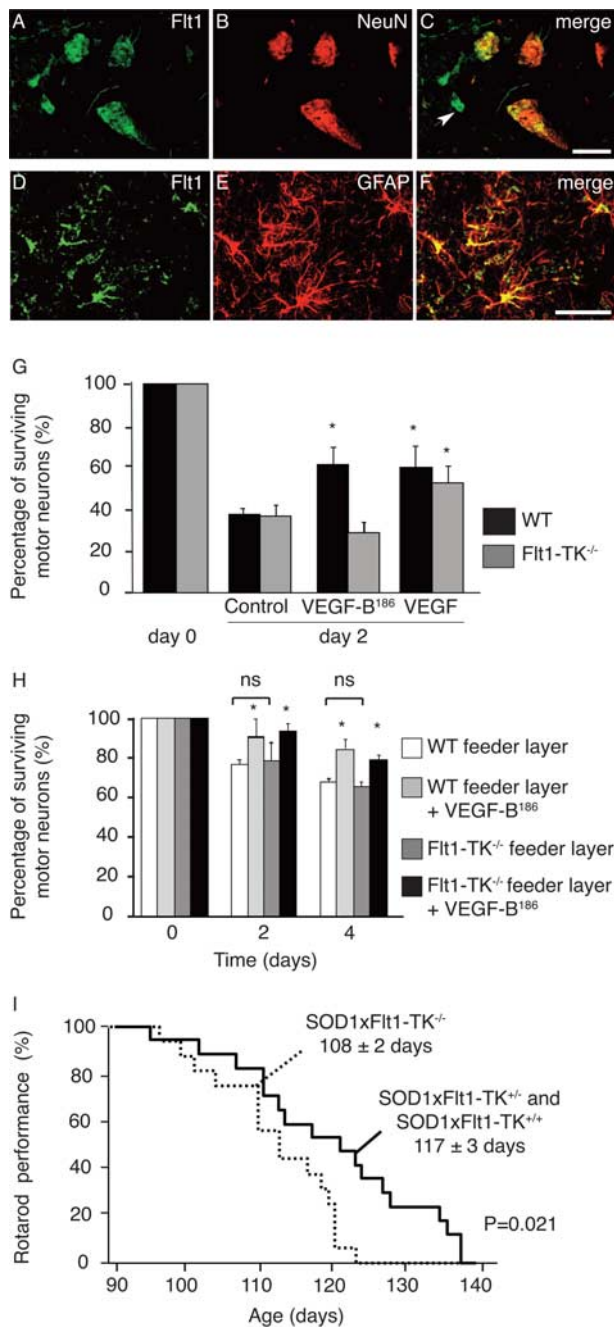 A Flt1
B NeuN
C merge
D Flt1
E GFAP
F merge
G
Percentage of surviving
motor neurons (%)
100
80
60
40
20
0
* * *
Control VEGF-B¹⁸⁶ VEGF
day 0 day 2
WT
Flt1-TK⁻/⁻
H
Percentage of surviving
motor neurons (%)
100
80
60
40
20
0
ns ns
* * * *
0 2 4
Time (days)
WT feeder layer
WT feeder layer
+ VEGF-B¹⁸⁶
Flt1-TK⁻/⁻ feeder layer
Flt1-TK⁻/⁻ feeder layer
+ VEGF-B¹⁸⁶
I
Rotarod performance (%)
100
80
60
40
20
0
SOD1xFlt1-TK⁻/⁻
108 ± 2 days
SOD1xFlt1-TK⁺/⁻ and
SOD1xFlt1-TK⁺/⁺
117 ± 3 days
P=0.021
90 100 110 120 130 140
Age (days)